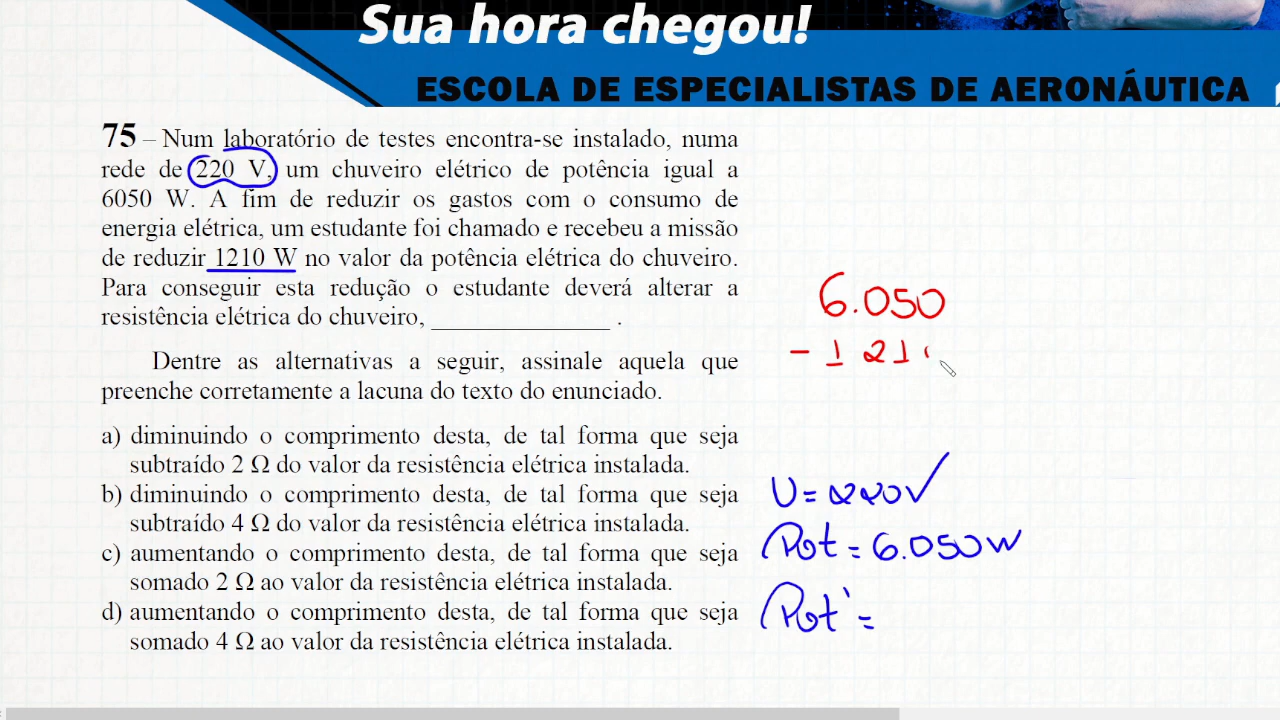 Sua hora chegou!
ESCOLA DE ESPECIALISTAS DE AERONÁUTICA
75 – Num laboratório de testes encontra-se instalado, numa
rede de 220 V, um chuveiro elétrico de potência igual a
6050 W. A fim de reduzir os gastos com o consumo de
energia elétrica, um estudante foi chamado e recebeu a missão
de reduzir 1210 W no valor da potência elétrica do chuveiro.
Para conseguir esta redução o estudante deverá alterar a
resistência elétrica do chuveiro, _______________ .
Dentre as alternativas a seguir, assinale aquela que
preenche corretamente a lacuna do texto do enunciado.
a) diminuindo o comprimento desta, de tal forma que seja
subtraído 2 Ω do valor da resistência elétrica instalada.
b) diminuindo o comprimento desta, de tal forma que seja
subtraído 4 Ω do valor da resistência elétrica instalada.
c) aumentando o comprimento desta, de tal forma que seja
somado 2 Ω ao valor da resistência elétrica instalada.
d) aumentando o comprimento desta, de tal forma que seja
somado 4 Ω ao valor da resistência elétrica instalada.
6.050
- 1 21
U = 220V
Pot = 6.050W
Pot' =